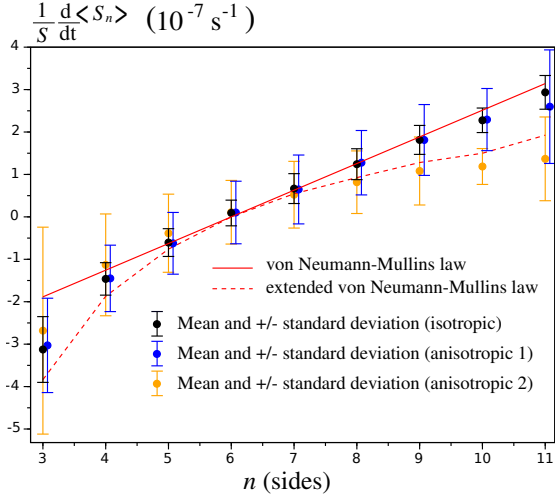 1/S d/dt <S_n> (10^-7 s^-1)
4
3
2
1
0
-1
-2
-3
-4
-5
von Neumann-Mullins law
extended von Neumann-Mullins law
Mean and +/- standard deviation (isotropic)
Mean and +/- standard deviation (anisotropic 1)
Mean and +/- standard deviation (anisotropic 2)
3 4 5 6 7 8 9 10 11
n (sides)